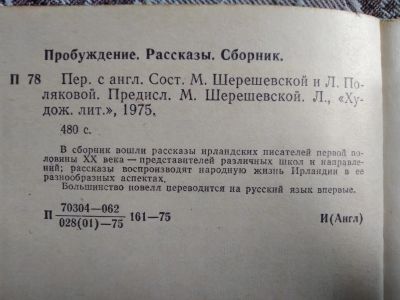 Пробуждение. Рассказы. Сборник.
П 78 Пер. с англ. Сост. М. Шерешевской и Л. По-
ляковой. Предисл. М. Шерешевской. Л., «Ху-
дож. лит.», 1975.
480 с.
В сборник вошли рассказы ирландских писателей первой по-
ловины XX века — представителей различных школ и направле-
ний; рассказы воспроизводят народную жизнь Ирландии в ее
разнообразных аспектах.
Большинство новелл переводится на русский язык впервые.
70304—062
П 161—75 И(Англ)
028(01)—75